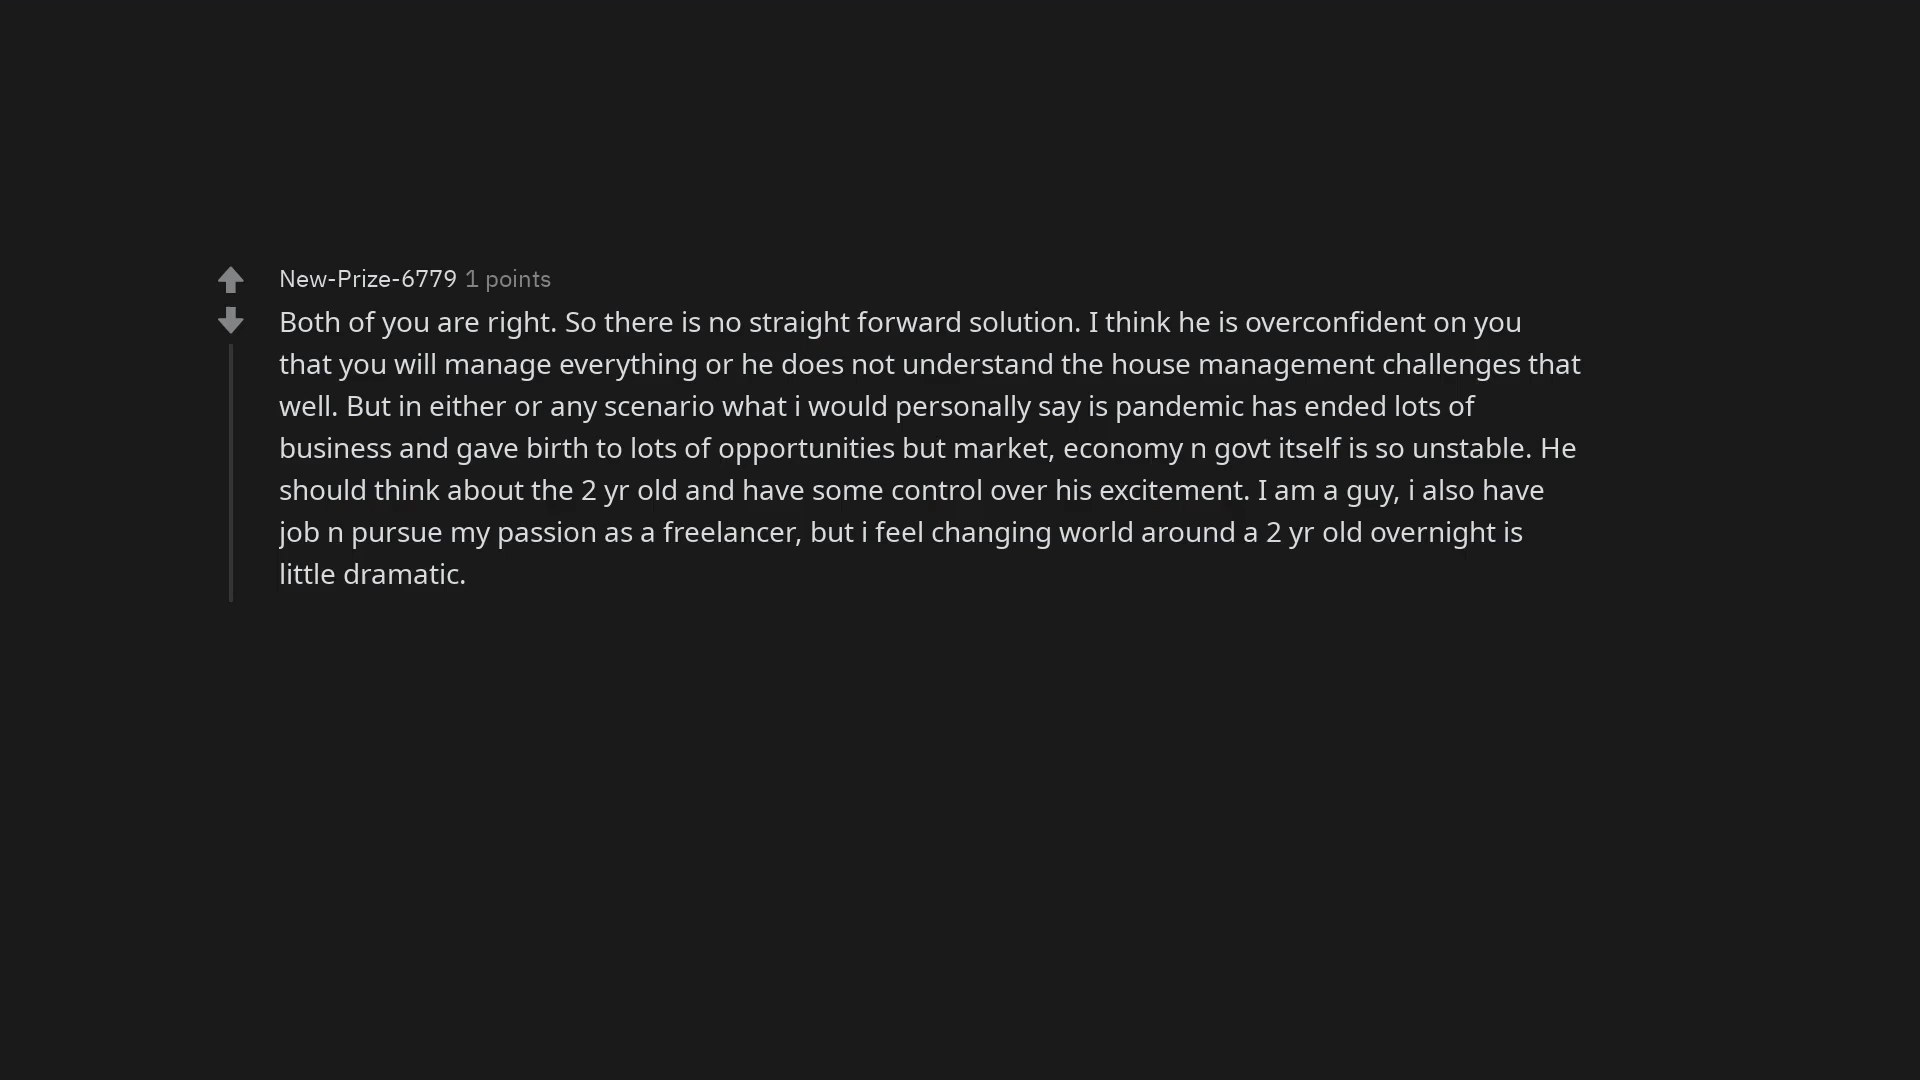 New-Prize-6779 1 points
Both of you are right. So there is no straight forward solution. I think he is overconfident on you
that you will manage everything or he does not understand the house management challenges that
well. But in either or any scenario what i would personally say is pandemic has ended lots of
business and gave birth to lots of opportunities but market, economy n govt itself is so unstable. He
should think about the 2 yr old and have some control over his excitement. I am a guy, i also have
job n pursue my passion as a freelancer, but i feel changing world around a 2 yr old overnight is
little dramatic.